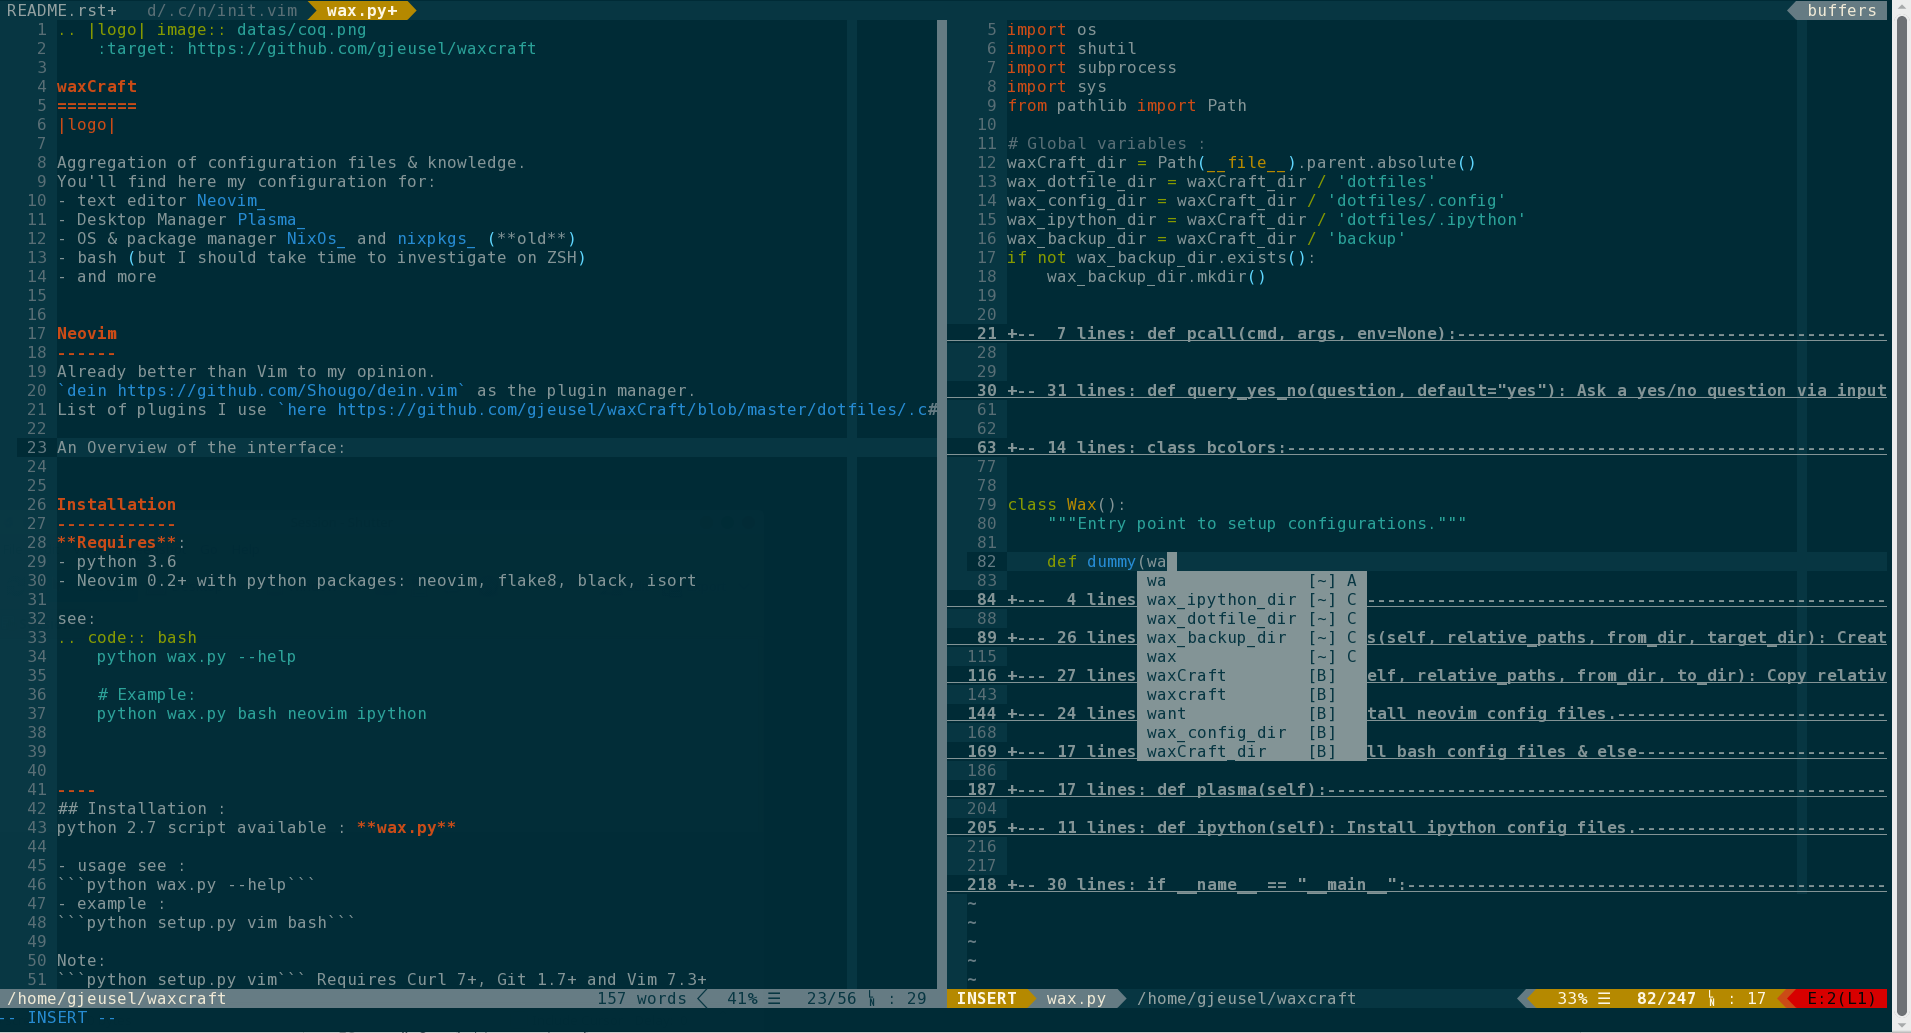 README.rst+ d/.c/n/init.vim wax.py+ buffers
1 .. |logo| image:: datas/coq.png
2     :target: https://github.com/gjeusel/waxcraft
3
4 waxCraft
5 ========
6 |logo|
7
8 Aggregation of configuration files & knowledge.
9 You'll find here my configuration for:
10 - text editor Neovim_
11 - Desktop Manager Plasma_
12 - OS & package manager NixOs_ and nixpkgs_ (**old**)
13 - bash (but I should take time to investigate on ZSH)
14 - and more
15
16
17 Neovim
18 ------
19 Already better than Vim to my opinion.
20 `dein https://github.com/Shougo/dein.vim` as the plugin manager.
21 List of plugins I use `here https://github.com/gjeusel/waxCraft/blob/master/dotfiles/.c#
22
23 An Overview of the interface:
24
25
26 Installation
27 ------------
28 **Requires**:
29 - python 3.6
30 - Neovim 0.2+ with python packages: neovim, flake8, black, isort
31
32 see:
33 .. code:: bash
34     python wax.py --help
35
36     # Example:
37     python wax.py bash neovim ipython
38
39
40
41 ----
42 ## Installation :
43 python 2.7 script available : **wax.py**
44
45 - usage see :
46 ```python wax.py --help```
47 - example :
48 ```python setup.py vim bash```
49
50 Note:
51 ```python setup.py vim``` Requires Curl 7+, Git 1.7+ and Vim 7.3+
/home/gjeusel/waxcraft 157 words 41% ☰ 23/56 : 29
-- INSERT --
5 import os
6 import shutil
7 import subprocess
8 import sys
9 from pathlib import Path
10
11 # Global variables :
12 waxCraft_dir = Path(__file__).parent.absolute()
13 wax_dotfile_dir = waxCraft_dir / 'dotfiles'
14 wax_config_dir = waxCraft_dir / 'dotfiles/.config'
15 wax_ipython_dir = waxCraft_dir / 'dotfiles/.ipython'
16 wax_backup_dir = waxCraft_dir / 'backup'
17 if not wax_backup_dir.exists():
18     wax_backup_dir.mkdir()
19
20
21 +--  7 lines: def pcall(cmd, args, env=None):-------------------------------------------
28
29
30 +-- 31 lines: def query_yes_no(question, default="yes"): Ask a yes/no question via input
61
62
63 +-- 14 lines: class bcolors:------------------------------------------------------------
77
78
79 class Wax():
80     """Entry point to setup configurations."""
81
82     def dummy(wa
83 wa [~] A
84 +---  4 lines wax_ipython_dir [~] C ----------------------------------------------------
88 wax_dotfile_dir [~] C
89 +--- 26 lines wax_backup_dir [~] C s(self, relative_paths, from_dir, target_dir): Creat
115 wax [~] C
116 +--- 27 lines waxCraft [B] elf, relative_paths, from_dir, to_dir): Copy relativ
143 waxcraft [B]
144 +--- 24 lines want [B] tall neovim config files.---------------------------
168 wax_config_dir [B]
169 +--- 17 lines waxCraft_dir [B] ll bash config files & else-------------------------
186
187 +--- 17 lines: def plasma(self):--------------------------------------------------------
204
205 +--- 11 lines: def ipython(self): Install ipython config files.-------------------------
216
217
218 +-- 30 lines: if __name__ == "__main__":------------------------------------------------
~
~
~
~
~
INSERT wax.py /home/gjeusel/waxcraft 33% ☰ 82/247 : 17 E:2(L1)